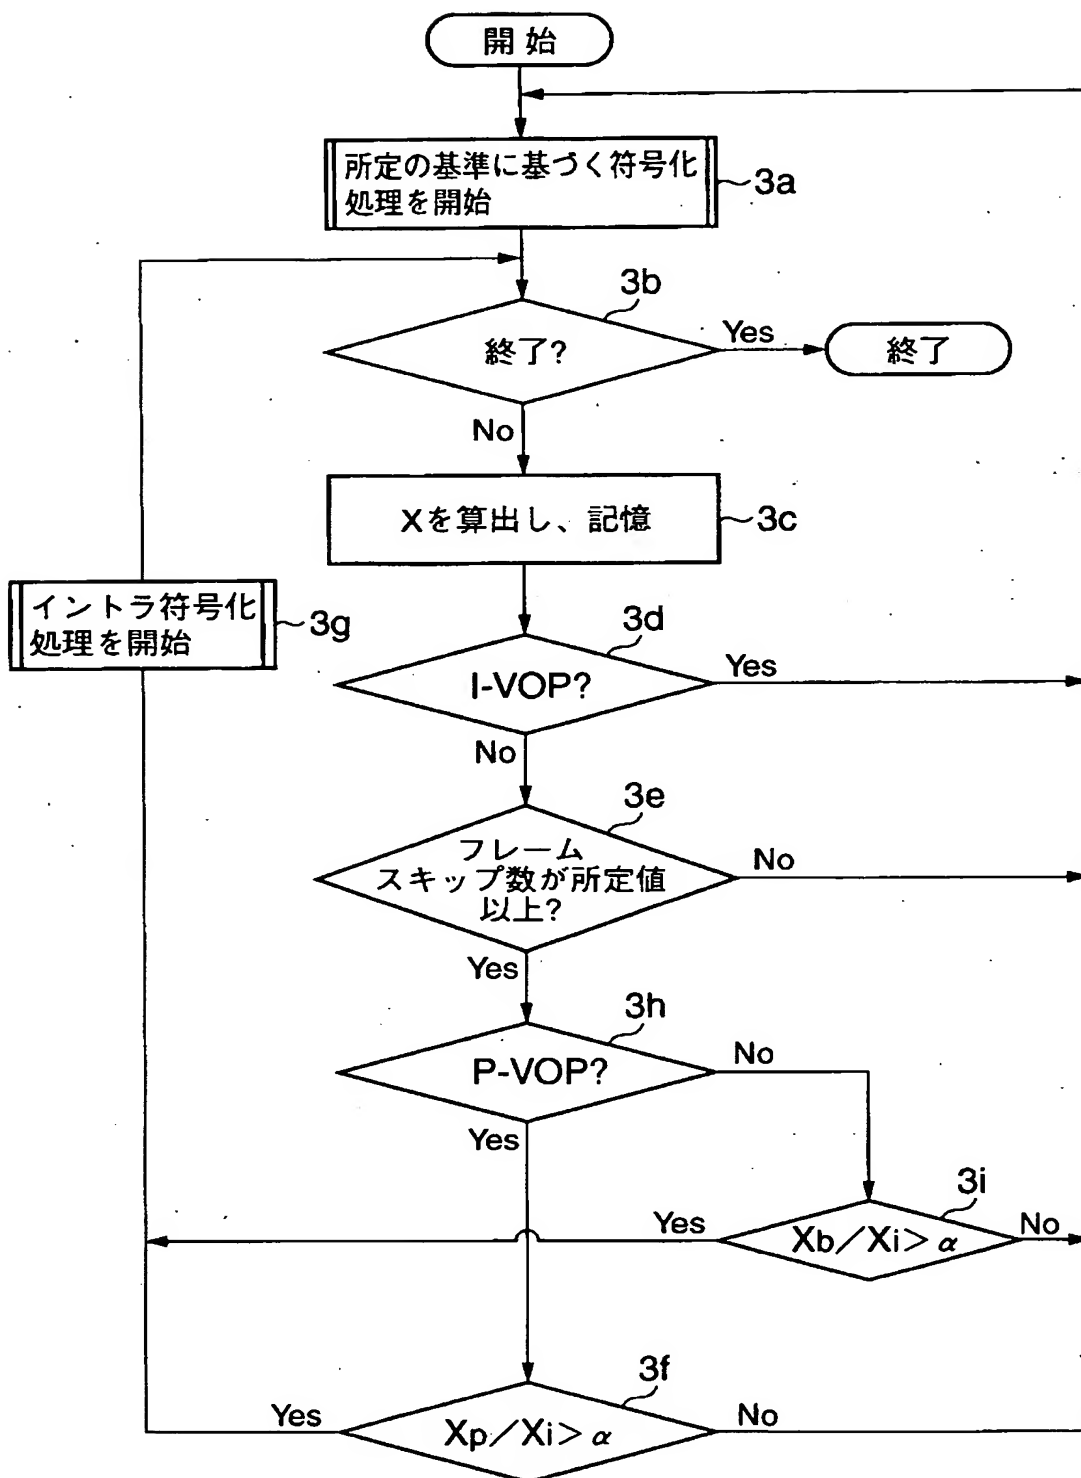 開始
所定の基準に基づく符号化
処理を開始
3a
3b
終了?
Yes
終了
No
Xを算出し、記憶
3c
イントラ符号化
処理を開始
3g
3d
I-VOP?
Yes
No
3e
フレーム
スキップ数が所定値
以上?
No
Yes
3h
P-VOP?
No
Yes
3i
Xb/Xi>α
Yes
No
3f
Xp/Xi>α
Yes
No